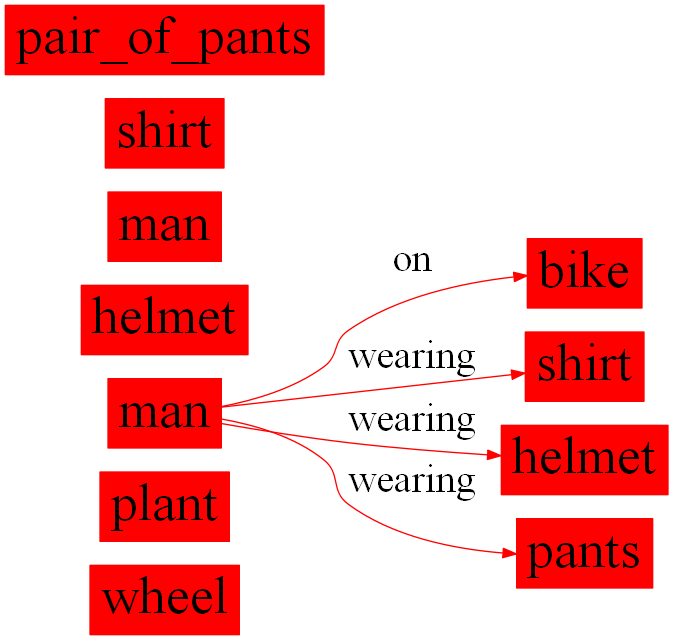 pair_of_pants
shirt
man
helmet
man
plant
wheel
on
wearing
wearing
wearing
bike
shirt
helmet
pants